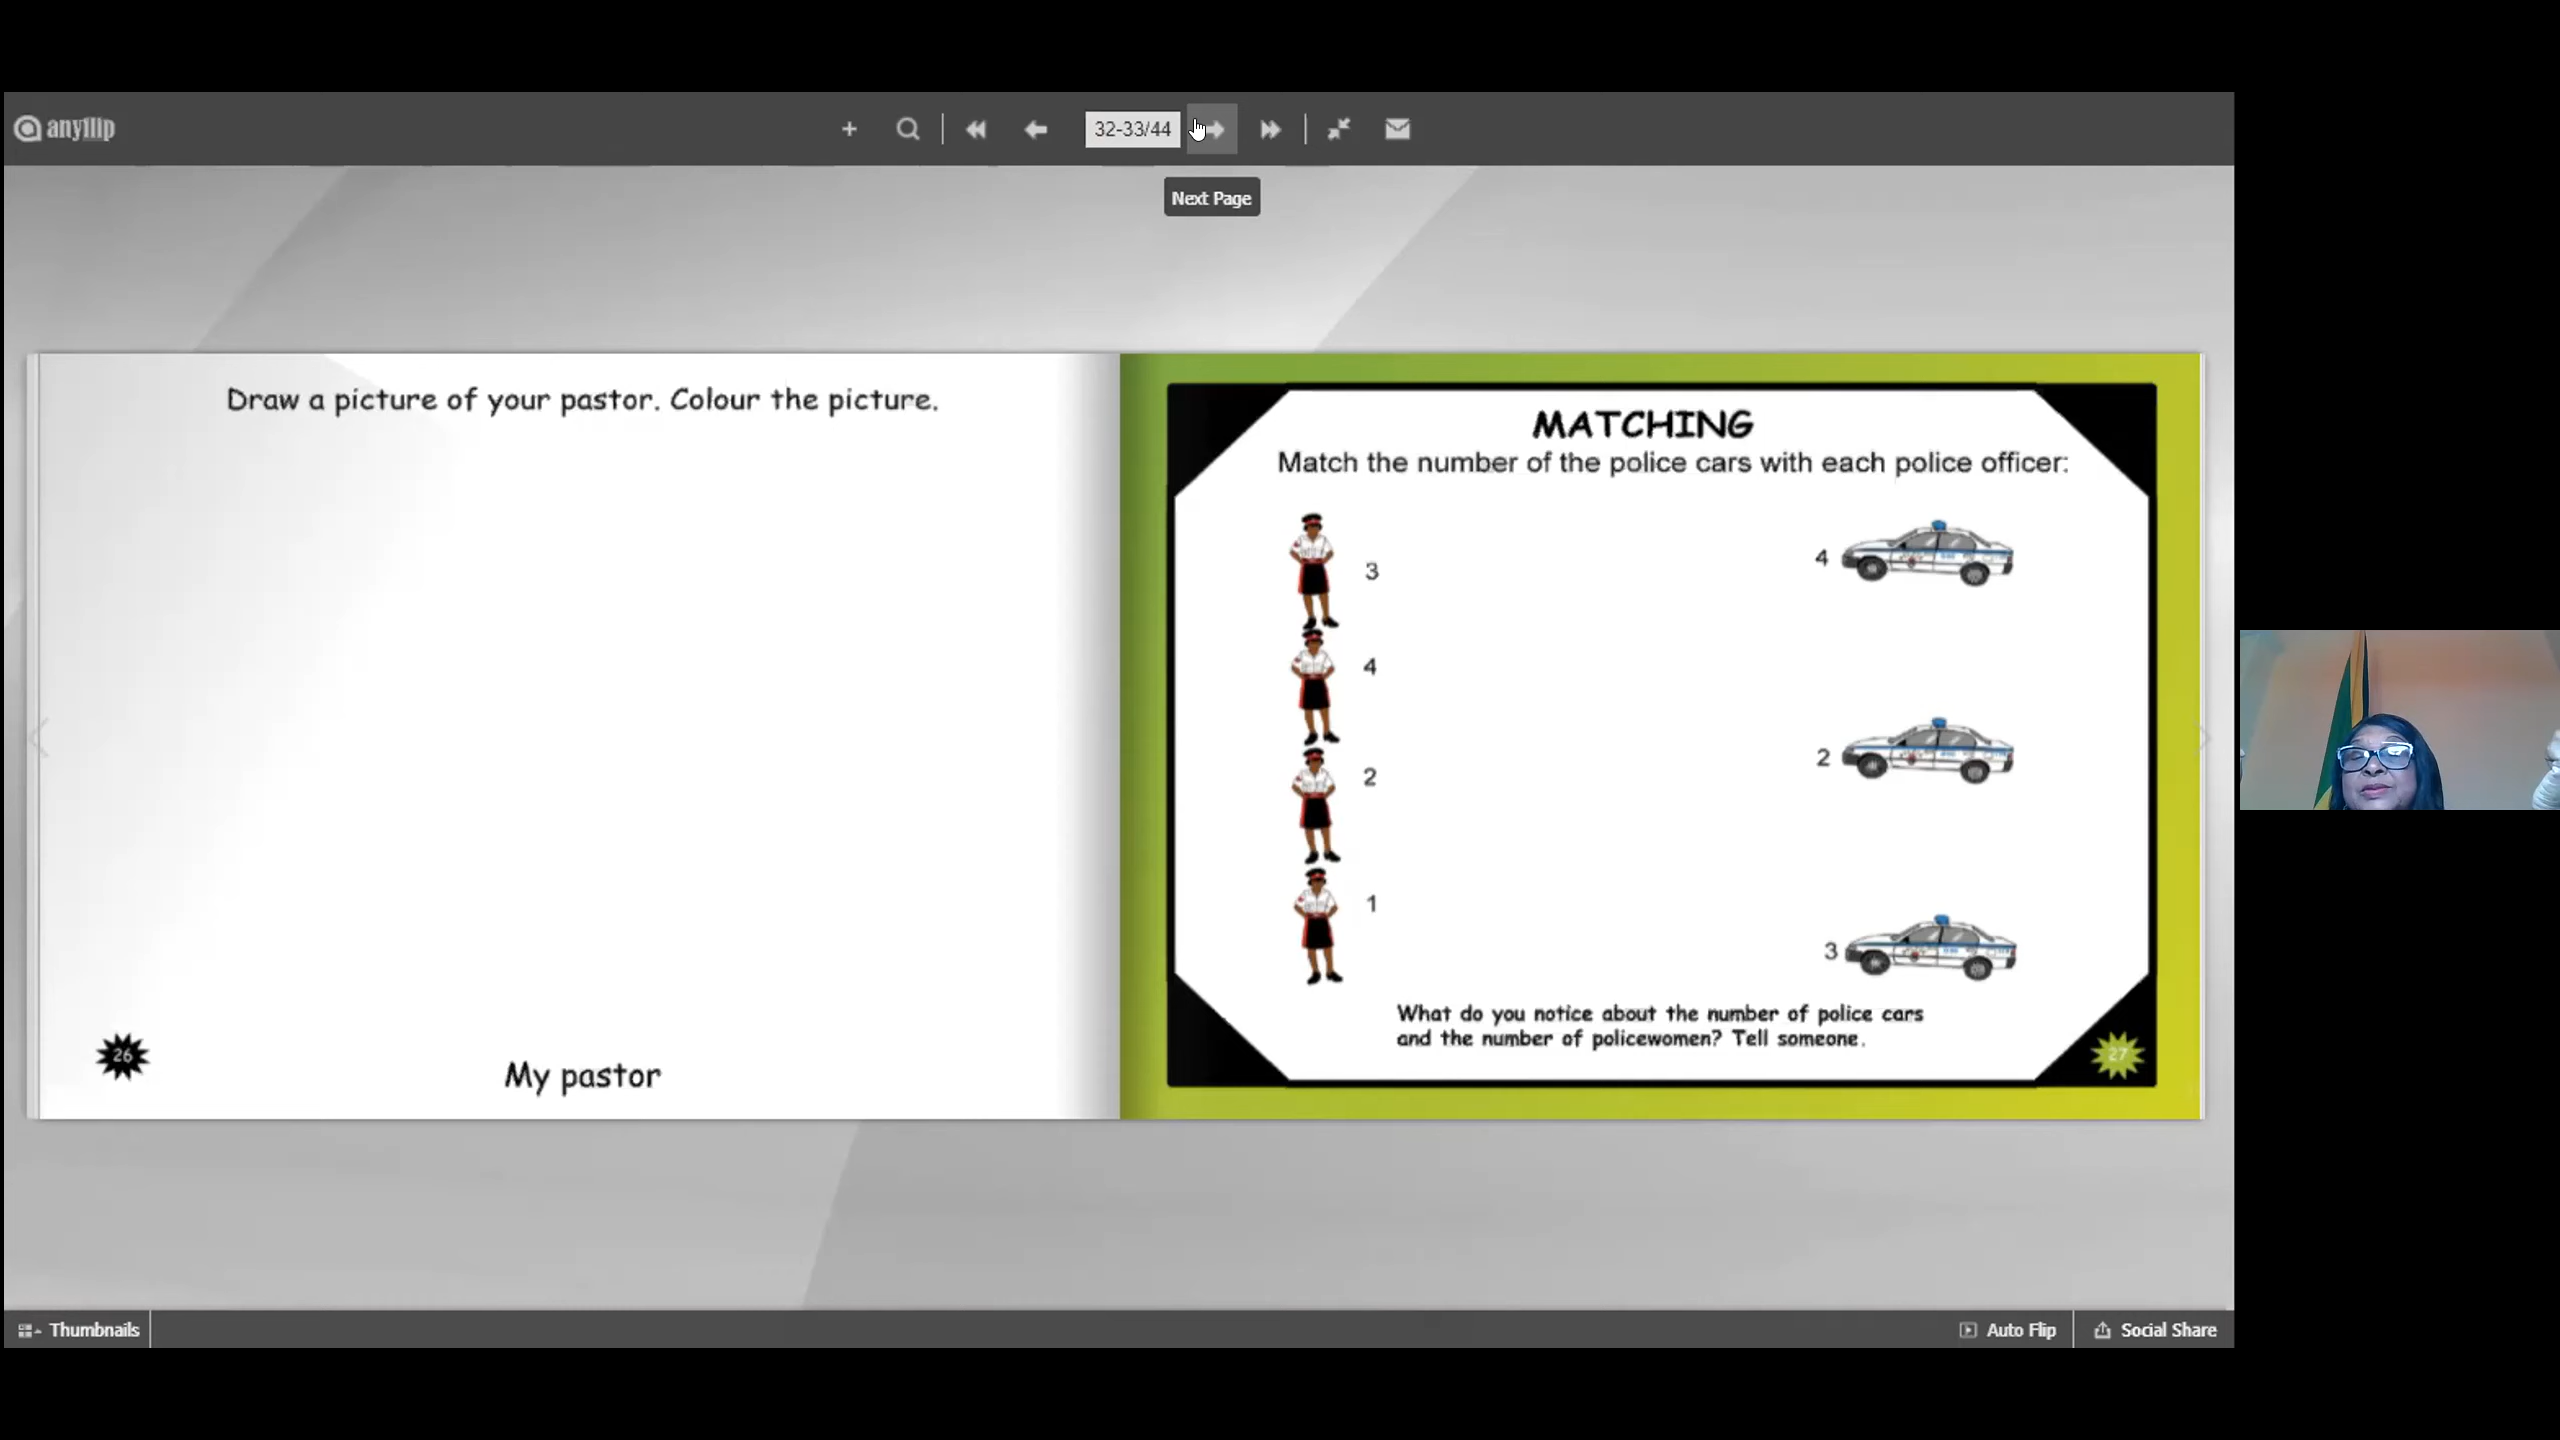 anyflip
32-33/44
Next Page
Draw a picture of your pastor. Colour the picture.
26
My pastor
MATCHING
Match the number of the police cars with each police officer:
3
4
2
1
4
2
3
What do you notice about the number of police cars
and the number of policewomen? Tell someone.
27
Thumbnails
Auto Flip
Social Share